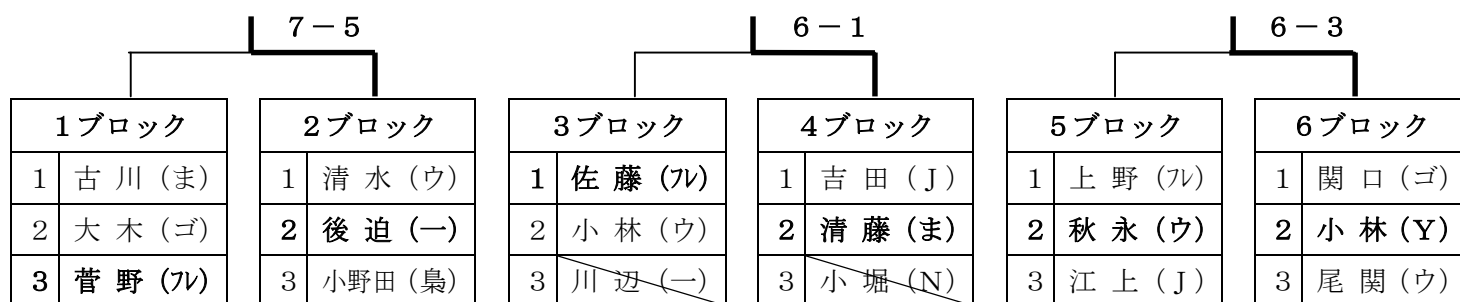 7－5　6－1　6－3
1ブロック　2ブロック　3ブロック　4ブロック　5ブロック　6ブロック
1　古 川（ま）　1　清 水（ウ）　1　佐 藤（ﾌﾚ）　1　吉 田（J）　1　上 野（ﾌﾚ）　1　関 口（ゴ）
2　大 木（ゴ）　2　後 迫（一）　2　小 林（ウ）　2　清 藤（ま）　2　秋 永（ウ）　2　小 林（Y）
3　菅 野（ﾌﾚ）　3　小野田（梟）　3　川 辺（一）　3　小 堀（N）　3　江 上（J）　3　尾 関（ウ）